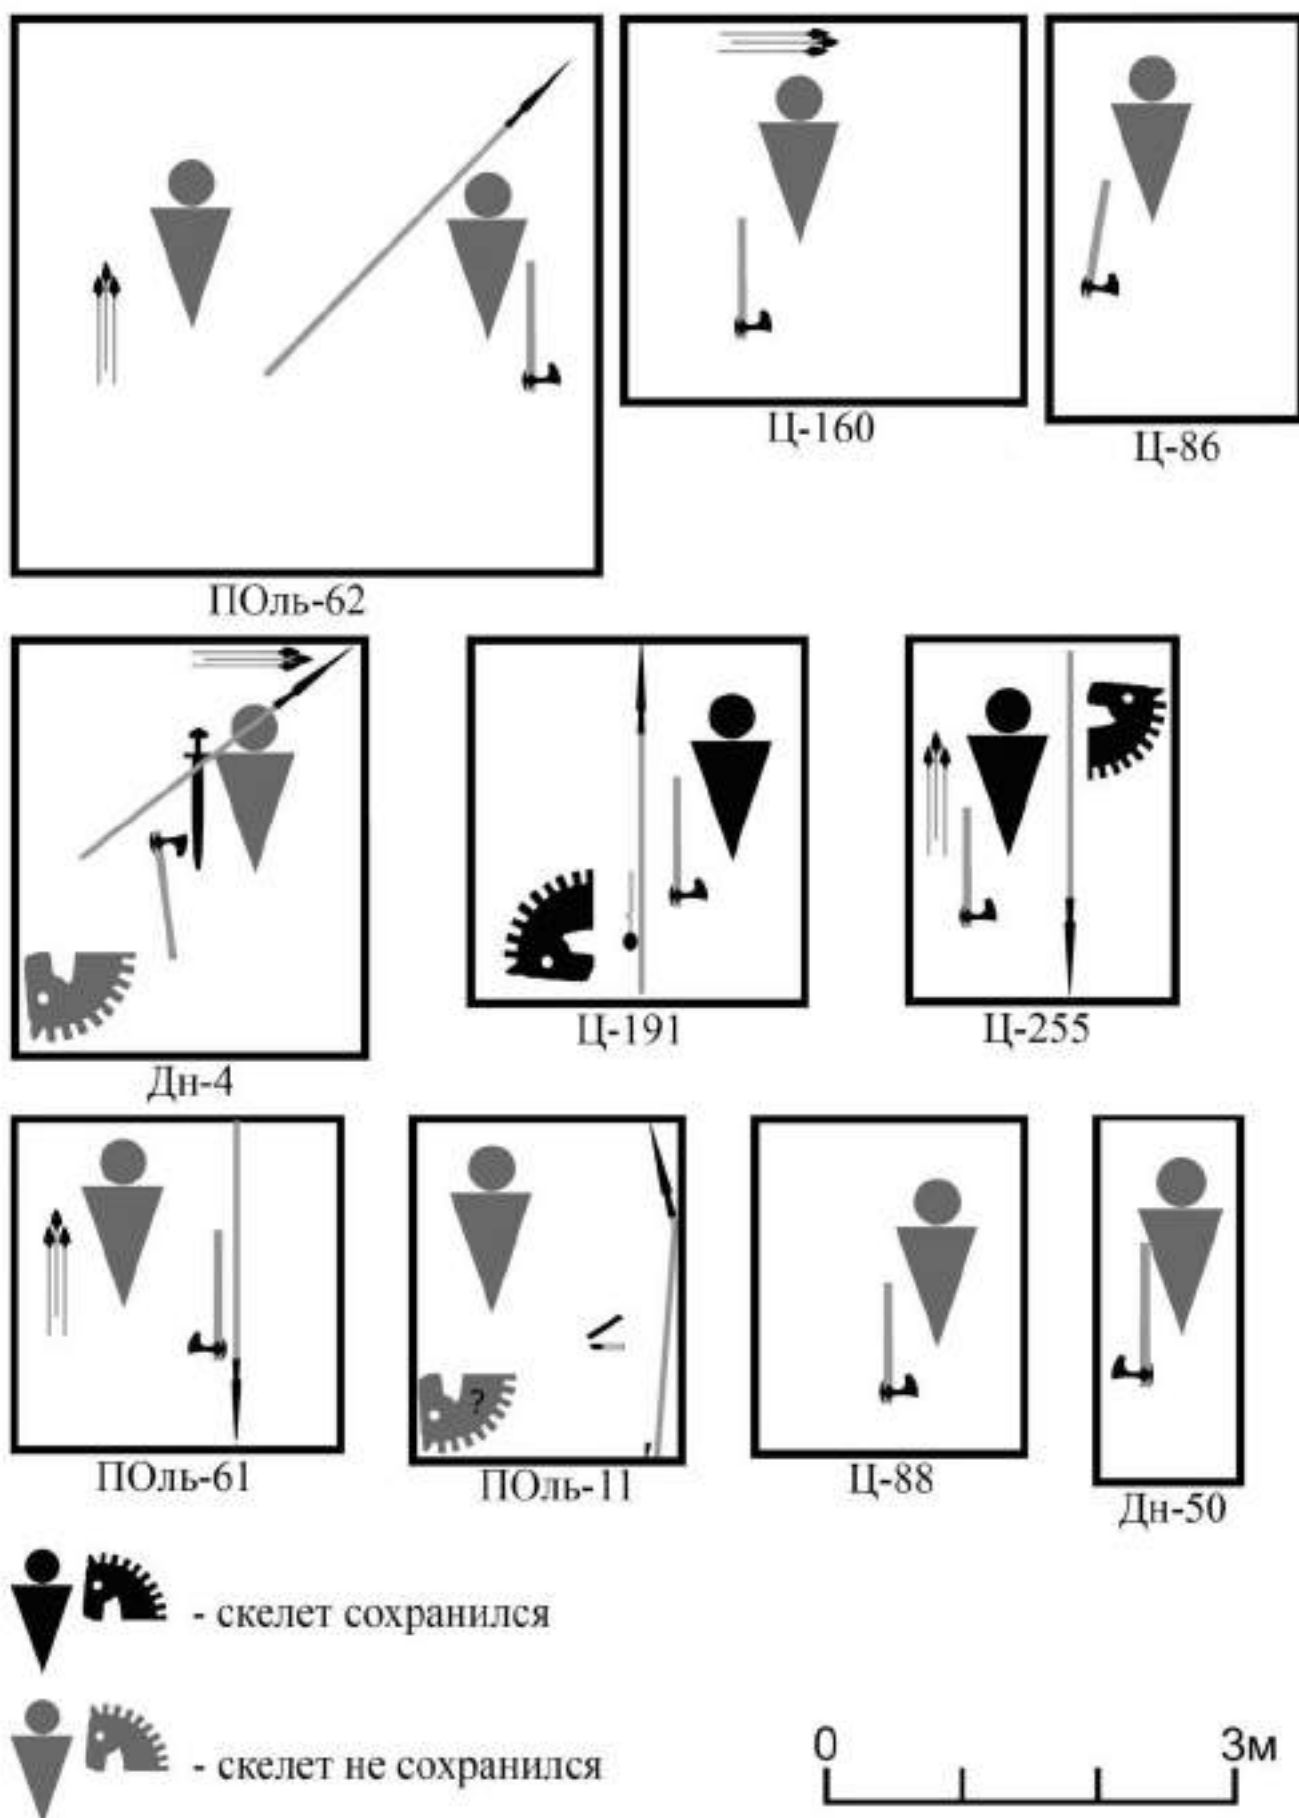 ПОль-62
Ц-160
Ц-86
Дн-4
Ц-191
Ц-255
ПОль-61
?
ПОль-11
Ц-88
Дн-50
- скелет сохранился
- скелет не сохранился
0 3м